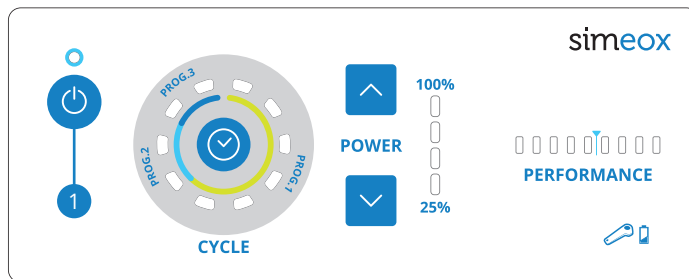 simeox
PROG.3
PROG.2
PROG.1
1
CYCLE
POWER
100%
25%
PERFORMANCE